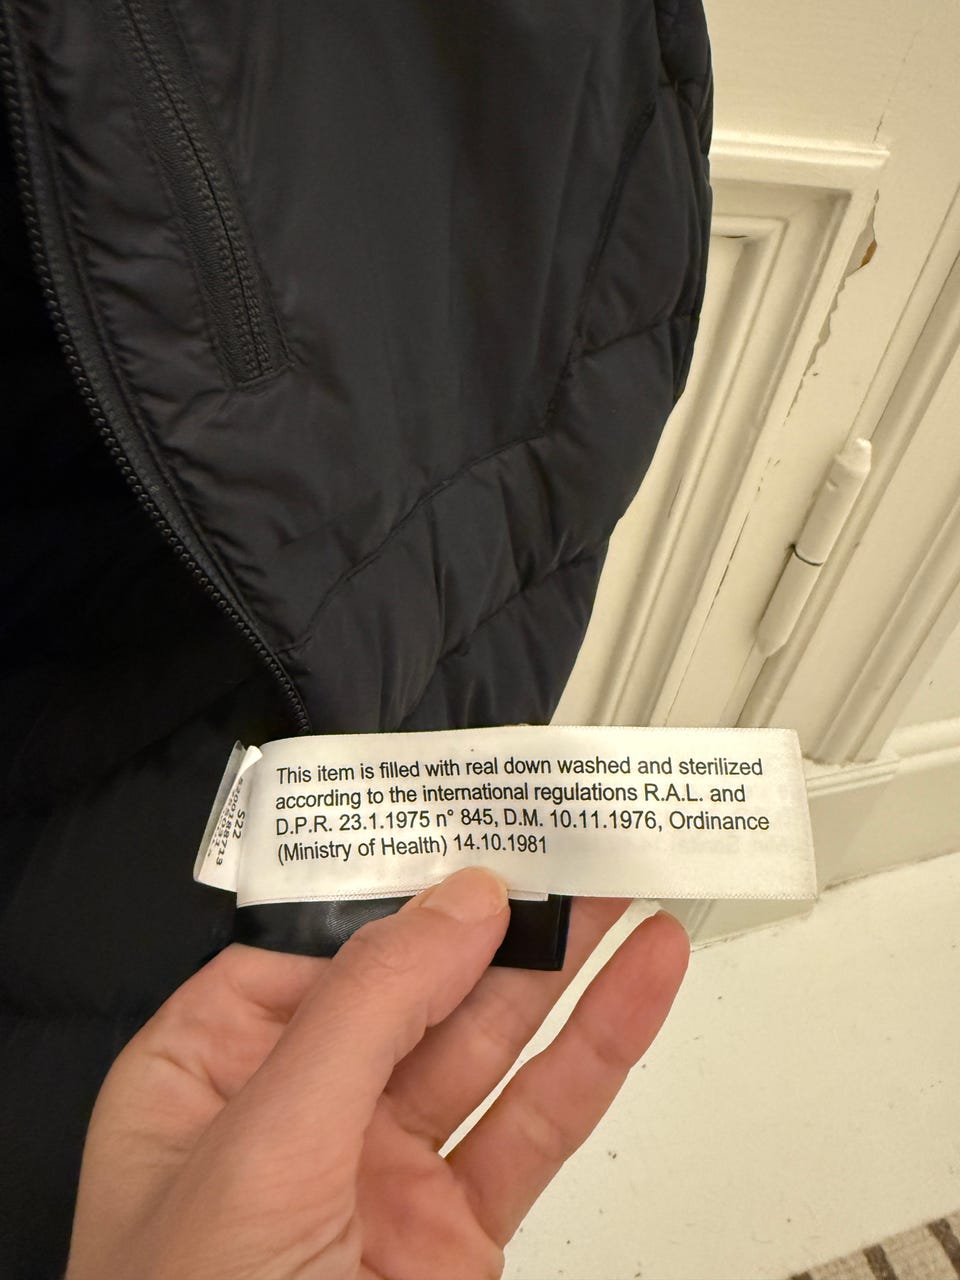 This item is filled with real down washed and sterilized
according to the international regulations R.A.L. and
D.P.R. 23.1.1975 n° 845, D.M. 10.11.1976, Ordinance
(Ministry of Health) 14.10.1981
S22